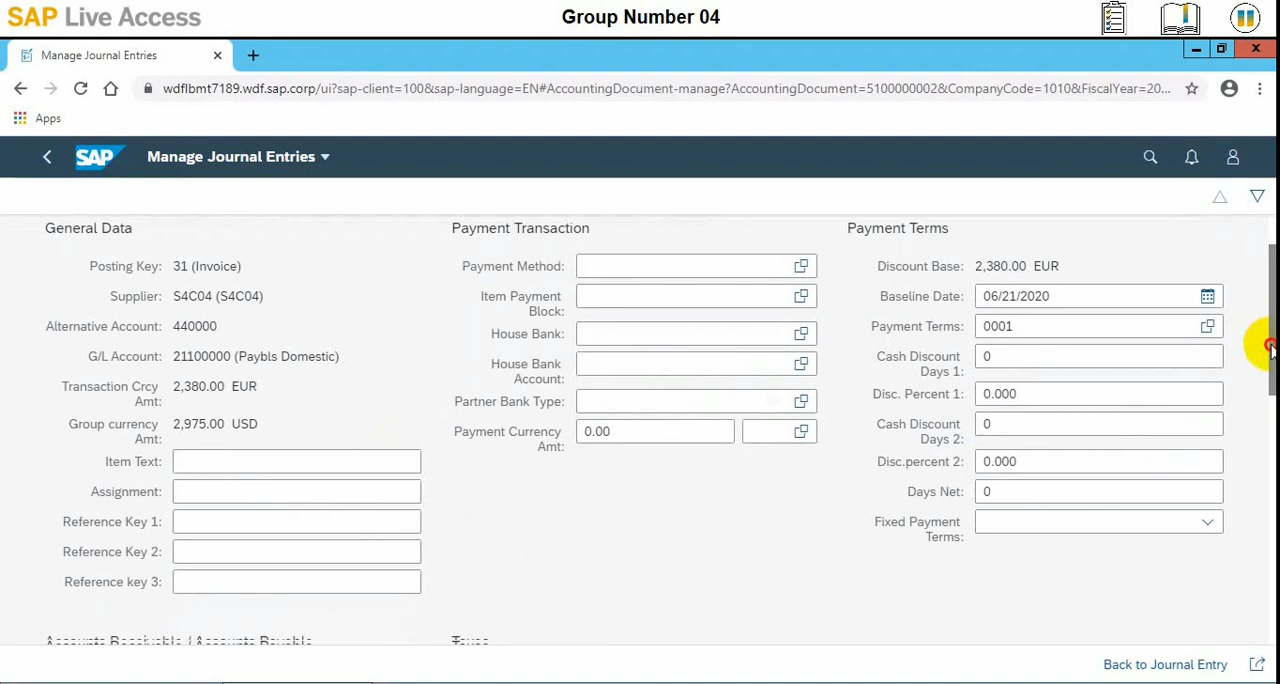 SAP Live Access
Group Number 04
Manage Journal Entries
wdflbmt7189.wdf.sap.corp/ui?sap-client=100&sap-language=EN#AccountingDocument-manage?AccountingDocument=5100000002&CompanyCode=1010&FiscalYear=20...
Apps
SAP
Manage Journal Entries
General Data
Posting Key: 31 (Invoice)
Supplier: S4C04 (S4C04)
Alternative Account: 440000
G/L Account: 21100000 (Paybls Domestic)
Transaction Crcy Amt: 2,380.00 EUR
Group currency Amt: 2,975.00 USD
Item Text:
Assignment:
Reference Key 1:
Reference Key 2:
Reference key 3:
Payment Transaction
Payment Method:
Item Payment Block:
House Bank:
House Bank Account:
Partner Bank Type:
Payment Currency Amt: 0.00
Payment Terms
Discount Base: 2,380.00 EUR
Baseline Date: 06/21/2020
Payment Terms: 0001
Cash Discount Days 1: 0
Disc. Percent 1: 0.000
Cash Discount Days 2: 0
Disc.percent 2: 0.000
Days Net: 0
Fixed Payment Terms:
Accounts Receivable / Accounts Payable
Taxes
Back to Journal Entry